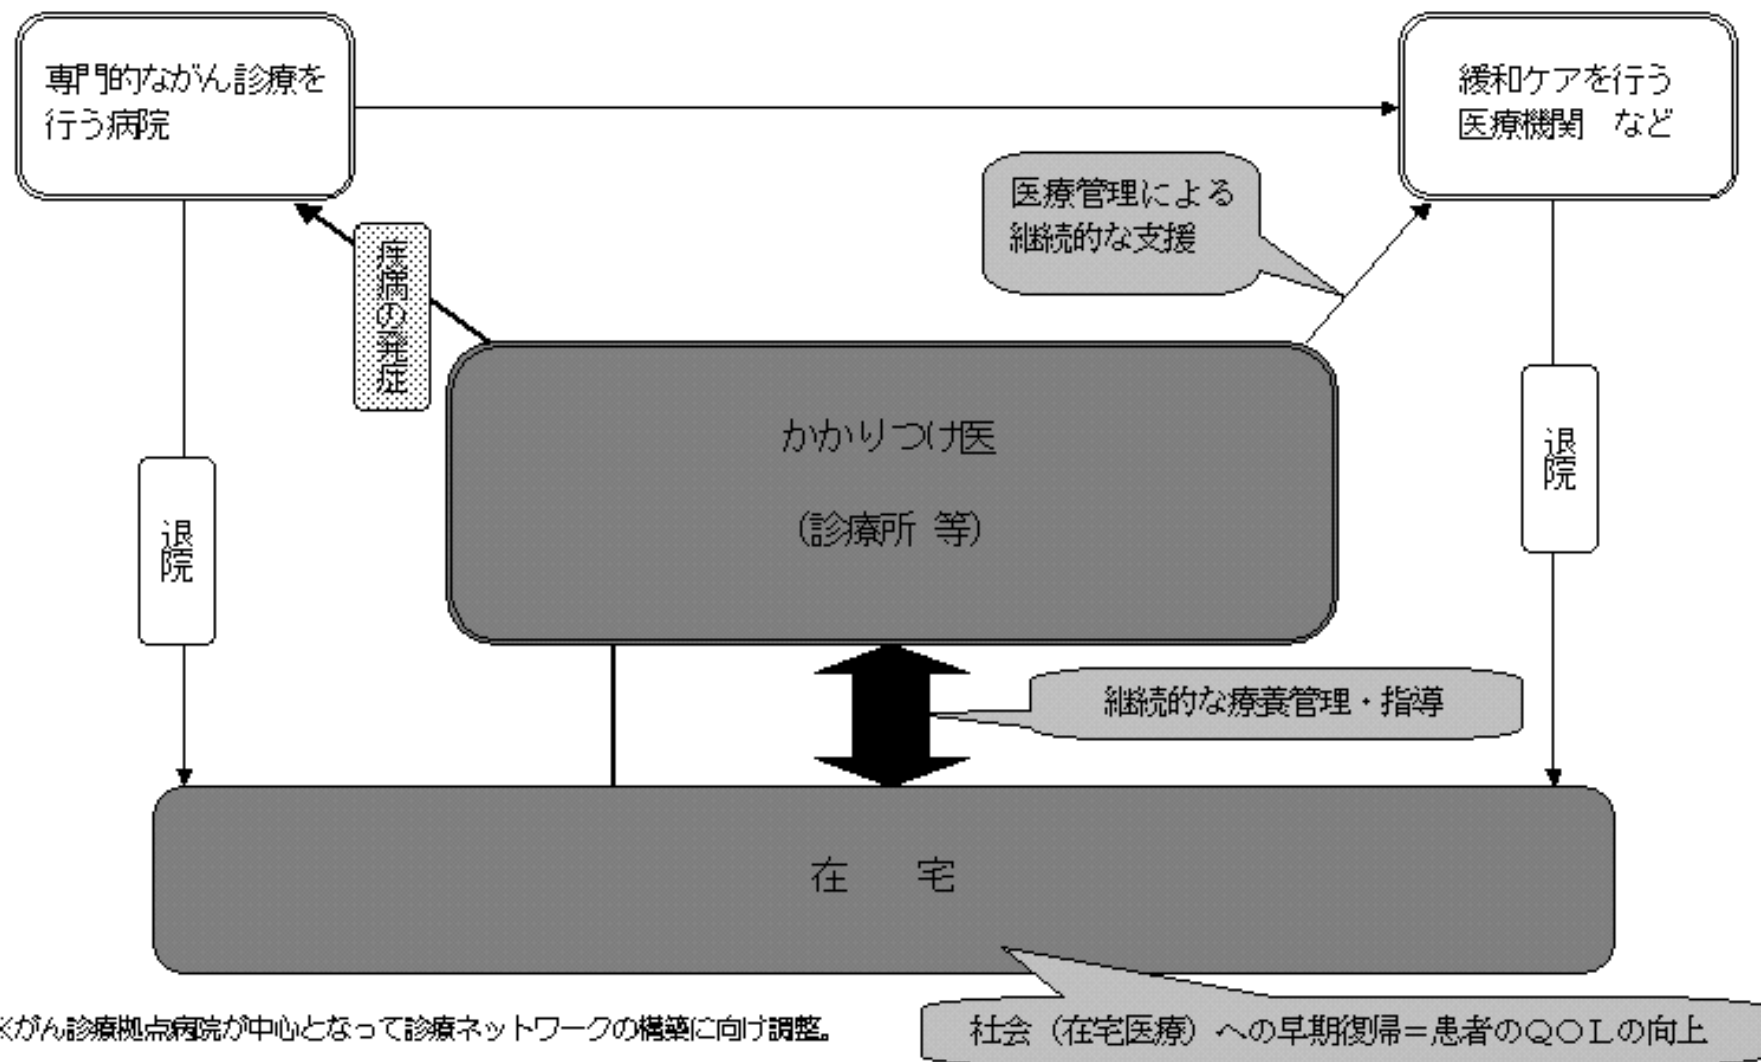 専門的ながん診療を
行う病院
緩和ケアを行う
医療機関 など
医療管理による
継続的な支援
疾病の発症
かかりつけ医
(診療所 等)
退院
退院
継続的な療養管理・指導
在 宅
※がん診療拠点病院が中心となって診療ネットワークの構築に向け調整。
社会(在宅医療)への早期復帰=患者のQOLの向上